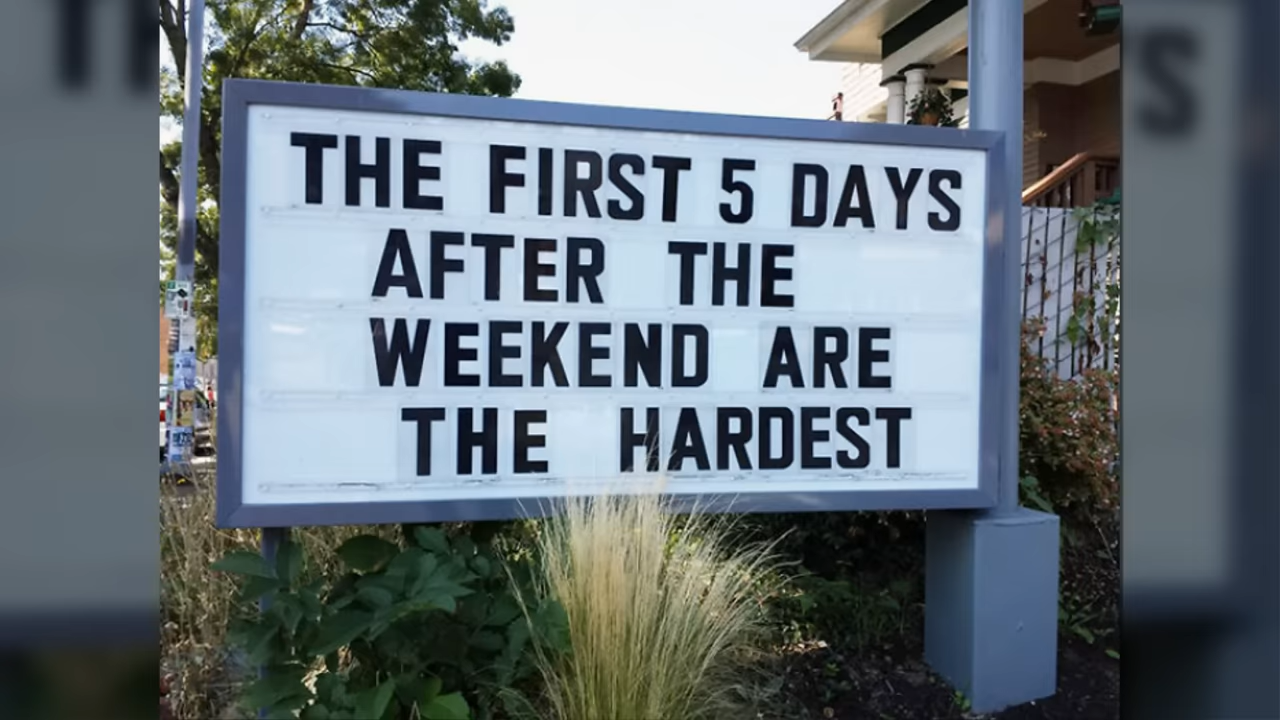 THE FIRST 5 DAYS
AFTER THE
WEEKEND ARE
THE HARDEST